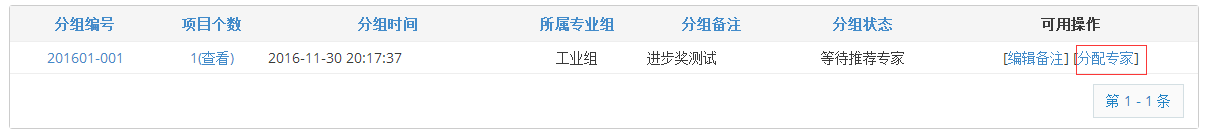 分组编号 项目个数 分组时间 所属专业组 分组备注 分组状态 可用操作
201601-001 1(查看) 2016-11-30 20:17:37 工业组 进步奖测试 等待推荐专家 [编辑备注] [分配专家]
第 1 - 1 条